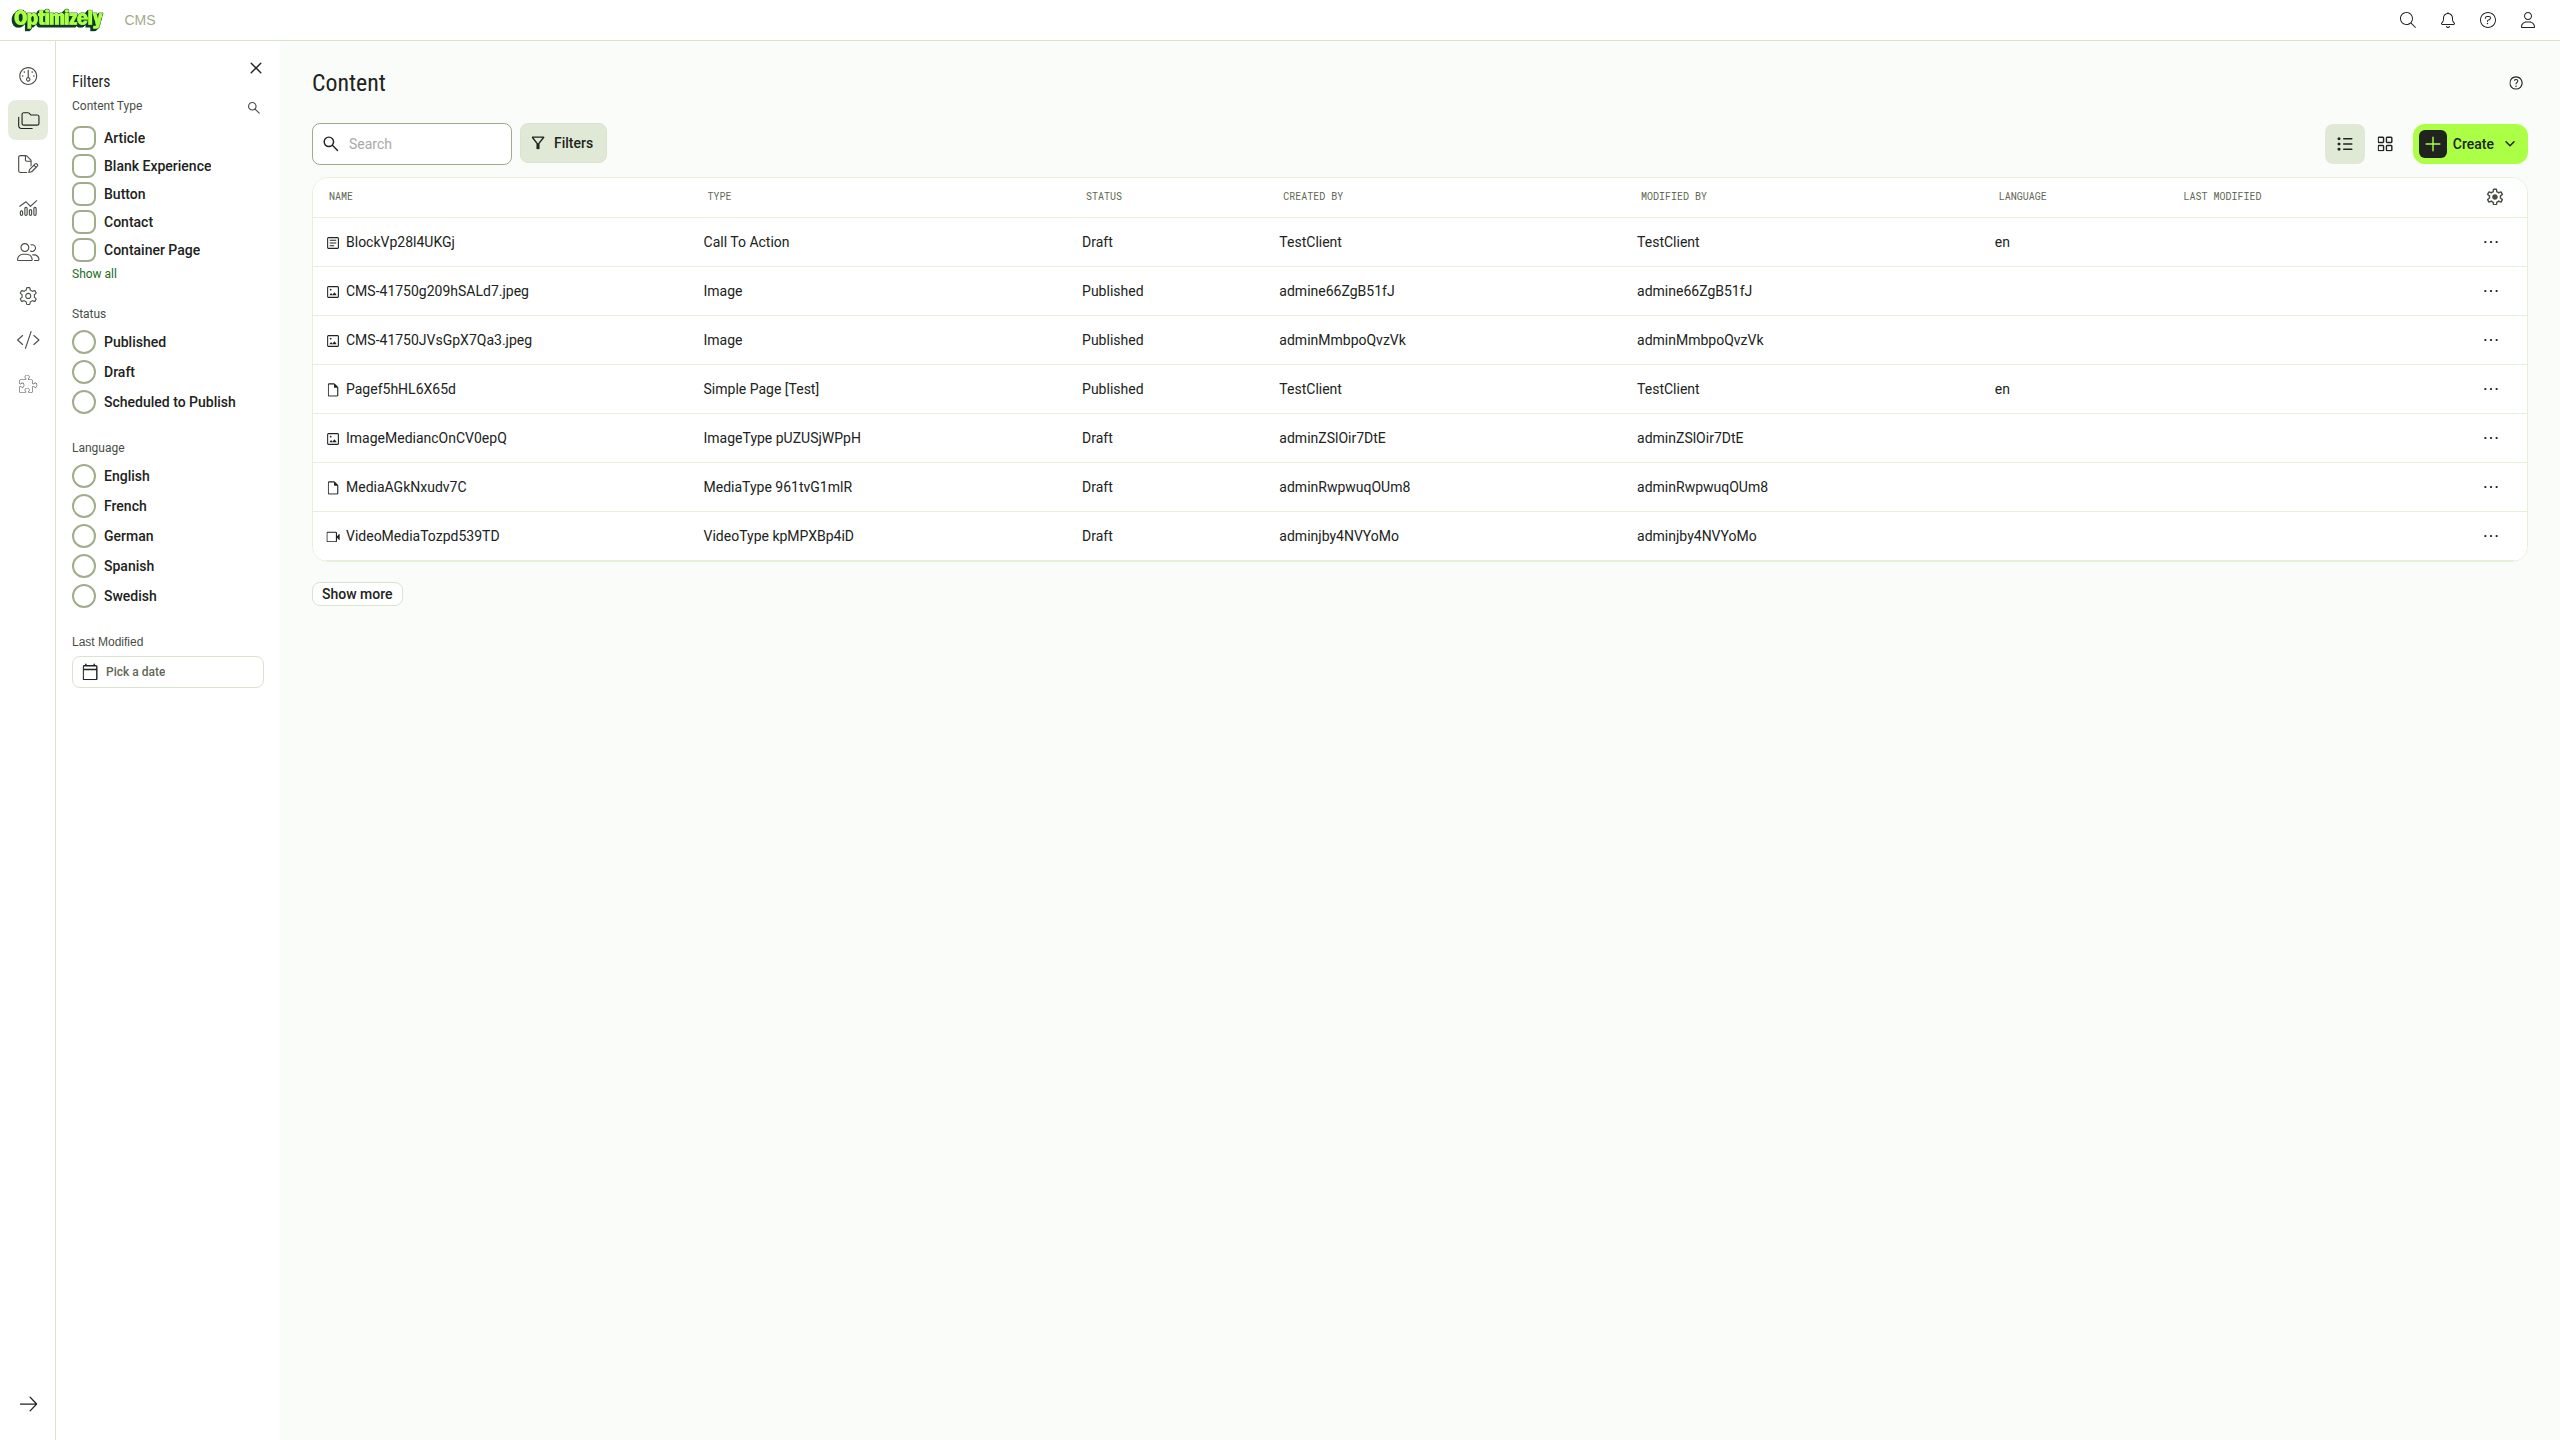 Optimizely CMS
Filters
Content Type
Article
Blank Experience
Button
Contact
Container Page
Show all
Status
Published
Draft
Scheduled to Publish
Language
English
French
German
Spanish
Swedish
Last Modified
Pick a date
Content
Search Filters Create
NAME TYPE STATUS CREATED BY MODIFIED BY LANGUAGE LAST MODIFIED
BlockVp28l4UKGj Call To Action Draft TestClient TestClient en
CMS-41750g209hSALd7.jpeg Image Published admine66ZgB51fJ admine66ZgB51fJ
CMS-41750JVsGpX7Qa3.jpeg Image Published adminMmbpoQvzVk adminMmbpoQvzVk
Pagef5hHL6X65d Simple Page [Test] Published TestClient TestClient en
ImageMediancOnCV0epQ ImageType pUZUSjWPpH Draft adminZSlOir7DtE adminZSlOir7DtE
MediaAGkNxudv7C MediaType 961tvG1mlR Draft adminRwpwuqOUm8 adminRwpwuqOUm8
VideoMediaTozpd539TD VideoType kpMPXBp4iD Draft adminjby4NVYoMo adminjby4NVYoMo
Show more